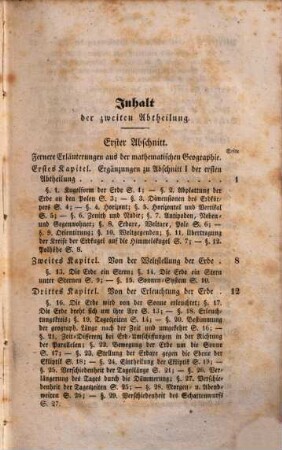 Inhalt
der zweiten Abtheilung.
Erster Abschnitt.
Seite
Fernere Erläuterungen aus der mathematischen Geographie.
Erstes Kapitel. Ergänzungen zu Abschnitt I der ersten
Abtheilung 1
§. 1. Kugelform der Erde S. 1; §. 2. Abplattung der
Erde an den Polen S. 3; §. 3. Dimensionen des Erdkör-
pers S. 4; §. 4. Horizont; §. 5. Horizontal und Vertikal
S. 5; §. 6. Zenith und Nadir; §. 7. Antipoden, Neben-
und Gegenwohner; §. 8. Erdaxe, Weltaxe, Pole S. 6;
§. 9. Orientirung; §. 10. Weltgegenden; §. 11. Übertragung
der Kreise der Erdkugel auf die Himmelskugel S. 7; §. 12.
Polhöhe S. 8.
Zweites Kapitel. Von der Weltstellung der Erde 8
§. 13. Die Erde ein Stern; §. 14. Die Erde ein Stern
unter Sternen S. 9; §. 15. Sonnen-System S. 10.
Drittes Kapitel. Von der Erleuchtung der Erde 12
§. 16. Die Erde wird von der Sonne erleuchtet; §. 17. Die
Erde dreht sich um ihre Axe S. 13; §. 18. Erleuch-
tungskreis; §. 19. Tageszeiten S. 14; §. 20. Bestimmung
der geograph. Länge nach der Zeit und umgekehrt S. 16;
§. 21. Zeit-Differenz bei Erd-Umschiffungen in der Richtung
der Parallelen; §. 22. Bewegung der Erde um die Sonne
S. 17; §. 23. Stellung der Erdaxe gegen die Ebene der
Elliptik S. 18; §. 24. Eintheilung der Elliptik S. 19;
§. 25. Verschiedenheit der Tageslänge S. 21; §. 26. Ver-
längerung des Tages durch die Dämmerung; §. 27. Verschie-
denheit der Tageszeiten S. 25; §. 28. Morgen- u. Abend-
weiten S. 26; §. 29. Verschiedenheit des Schattenwurfs
S. 27.